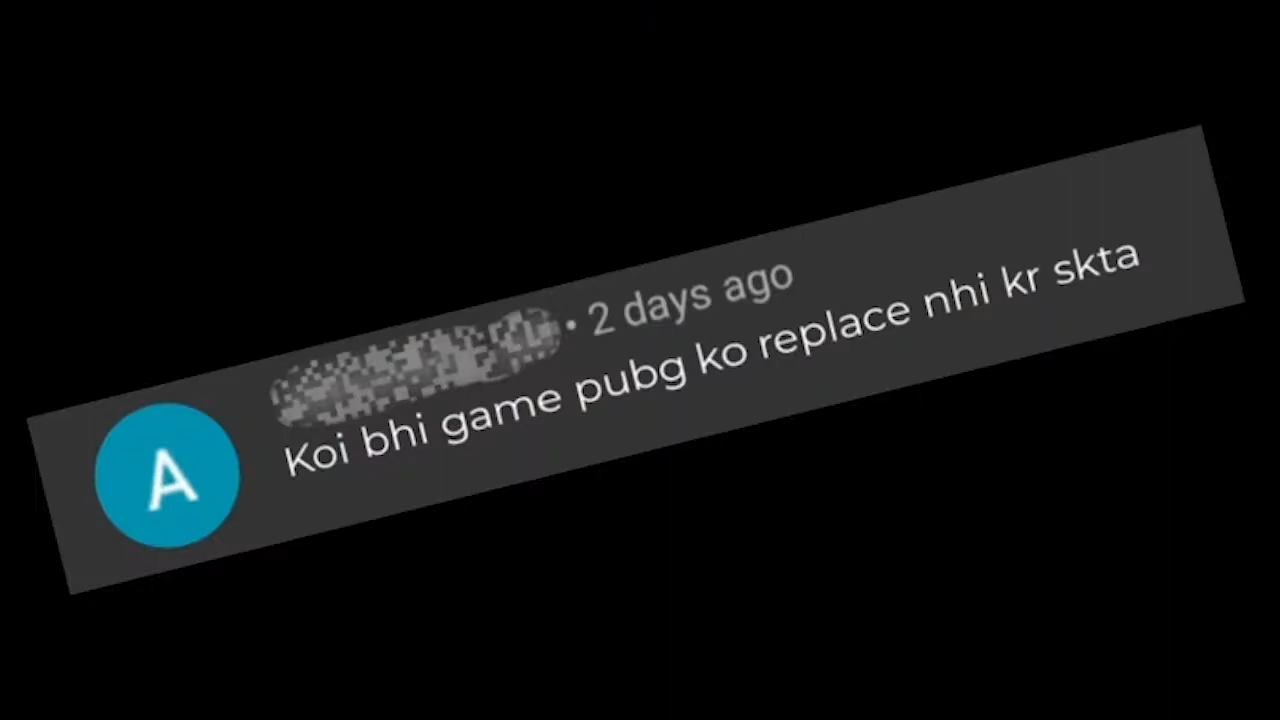 • 2 days ago
Koi bhi game pubg ko replace nhi kr skta
A